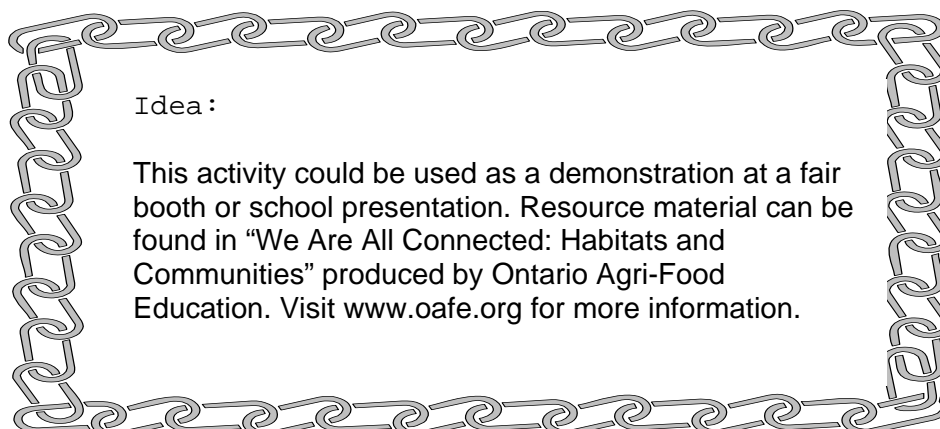 Idea:
This activity could be used as a demonstration at a fair
booth or school presentation. Resource material can be
found in “We Are All Connected: Habitats and
Communities” produced by Ontario Agri-Food
Education. Visit www.oafe.org for more information.